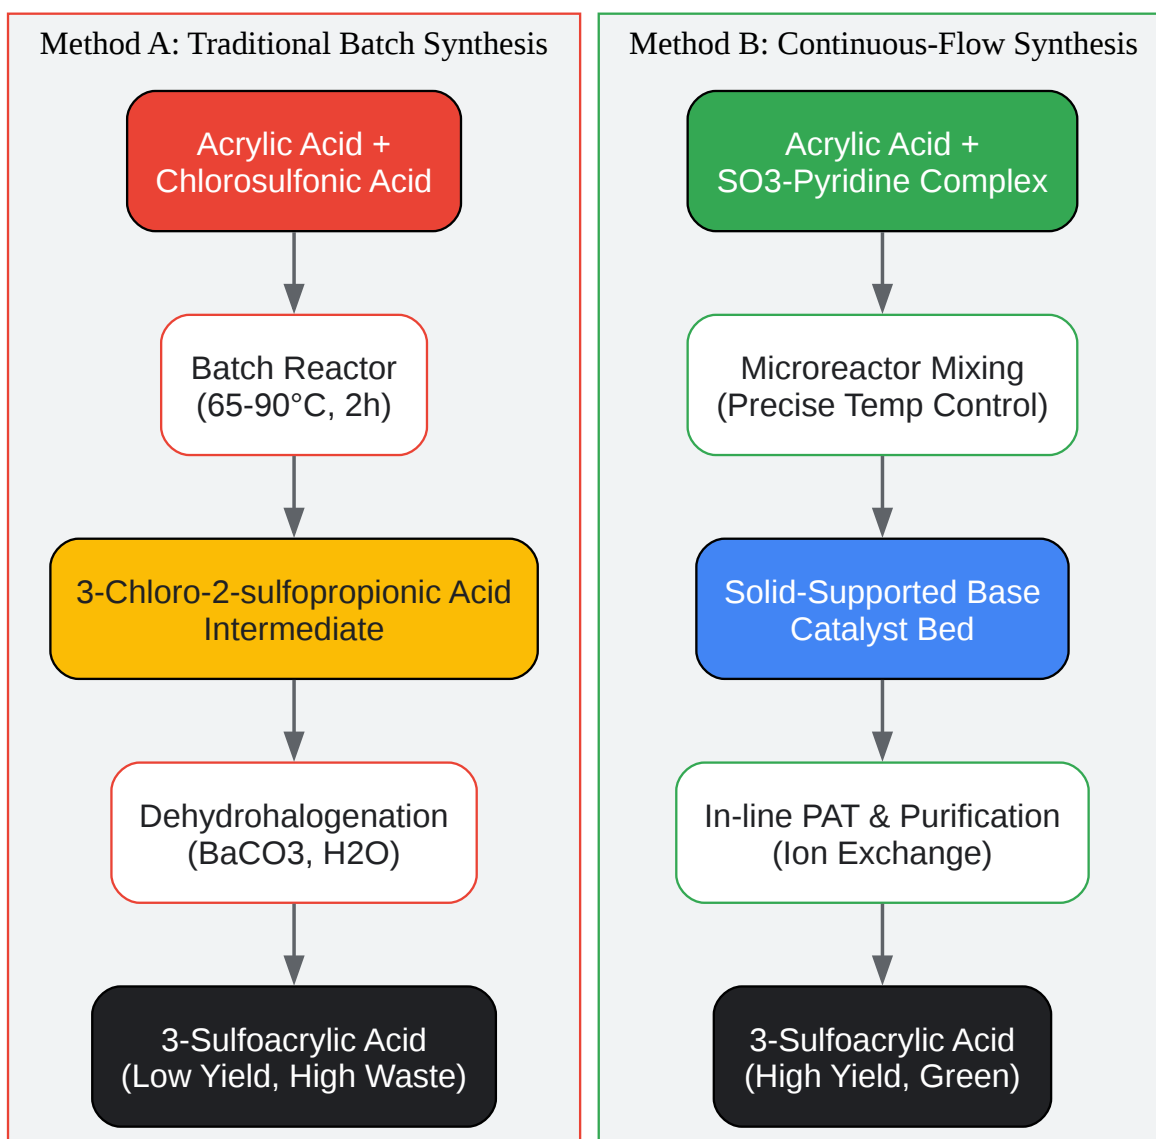 Method A: Traditional Batch Synthesis
Acrylic Acid +
Chlorosulfonic Acid
Batch Reactor
(65-90°C, 2h)
3-Chloro-2-sulfopropionic Acid
Intermediate
Dehydrohalogenation
(BaCO3, H2O)
3-Sulfoacrylic Acid
(Low Yield, High Waste)
Method B: Continuous-Flow Synthesis
Acrylic Acid +
SO3-Pyridine Complex
Microreactor Mixing
(Precise Temp Control)
Solid-Supported Base
Catalyst Bed
In-line PAT & Purification
(Ion Exchange)
3-Sulfoacrylic Acid
(High Yield, Green)